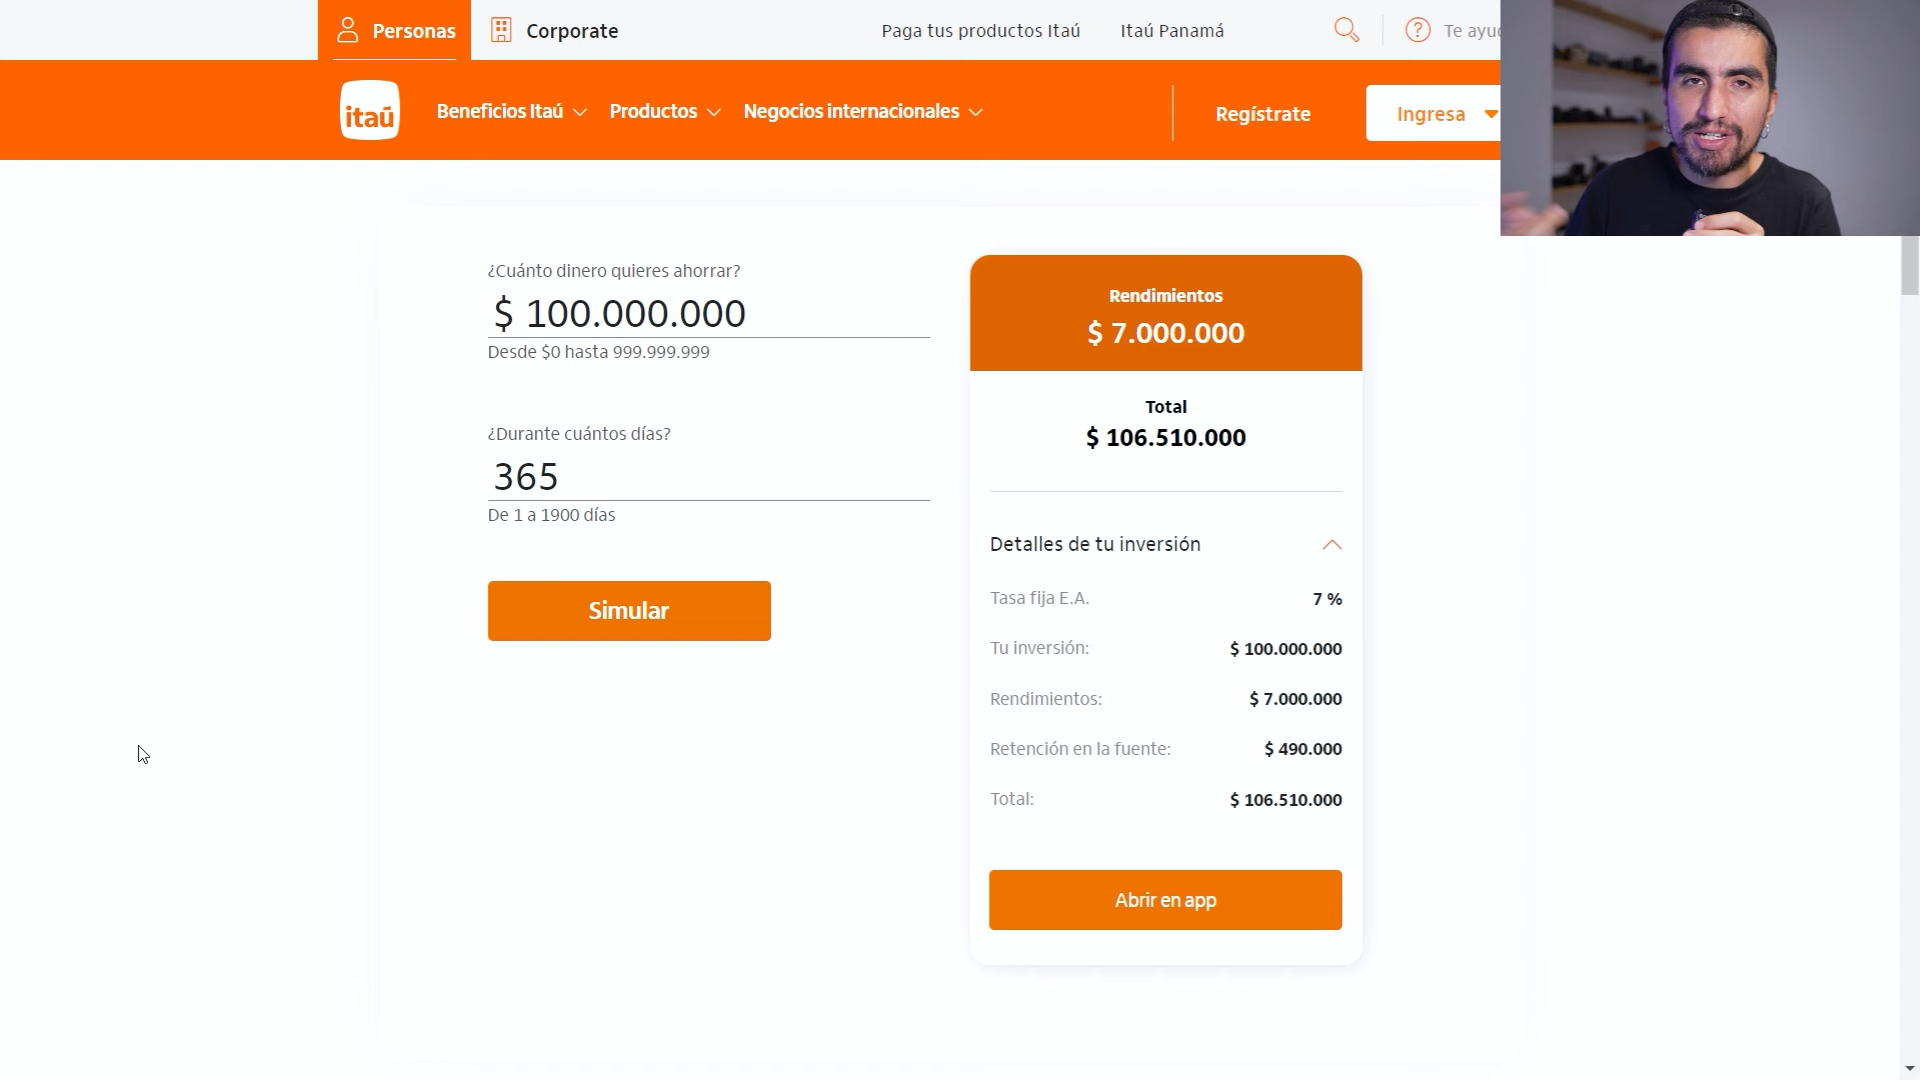 Personas
Corporate
Paga tus productos Itaú
Itaú Panamá
?
Te ayu
itaú
Beneficios Itaú
Productos
Negocios internacionales
Regístrate
Ingresa
¿Cuánto dinero quieres ahorrar?
$ 100.000.000
Desde $0 hasta 999.999.999
¿Durante cuántos días?
365
De 1 a 1900 días
Simular
Rendimientos
$ 7.000.000
Total
$ 106.510.000
Detalles de tu inversión
Tasa fija E.A. 7 %
Tu inversión: $ 100.000.000
Rendimientos: $ 7.000.000
Retención en la fuente: $ 490.000
Total: $ 106.510.000
Abrir en app